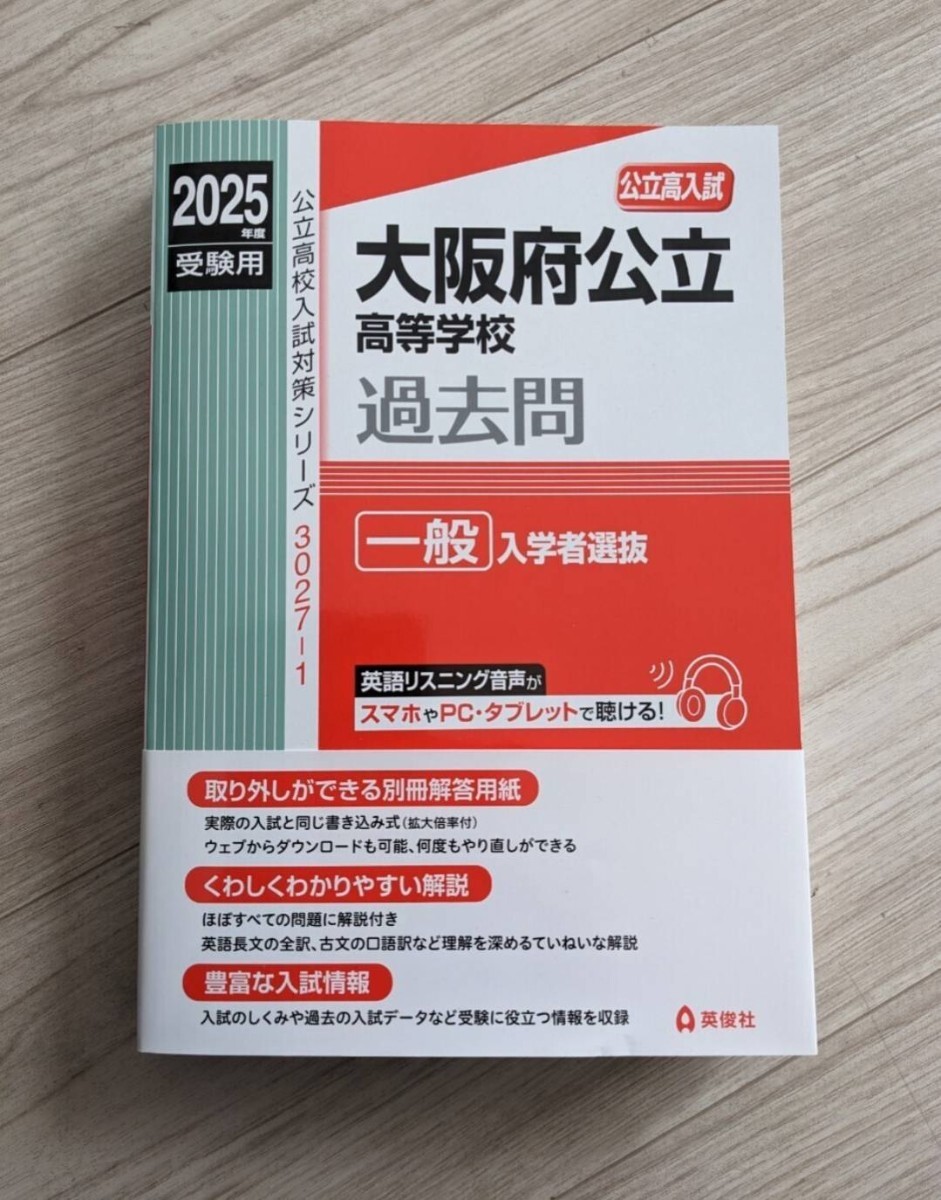 2025
年度
受験用
公立高校入試対策シリーズ 3027-1
公立高入試
大阪府公立
高等学校
過去問
一般 入学者選抜
英語リスニング音声が
スマホやPC・タブレットで聴ける!
取り外しができる別冊解答用紙
実際の入試と同じ書き込み式(拡大倍率付)
ウェブからダウンロードも可能、何度もやり直しができる
くわしくわかりやすい解説
ほぼすべての問題に解説付き
英語長文の全訳、古文の口語訳など理解を深めるていねいな解説
豊富な入試情報
入試のしくみや過去の入試データなど受験に役立つ情報を収録
英俊社